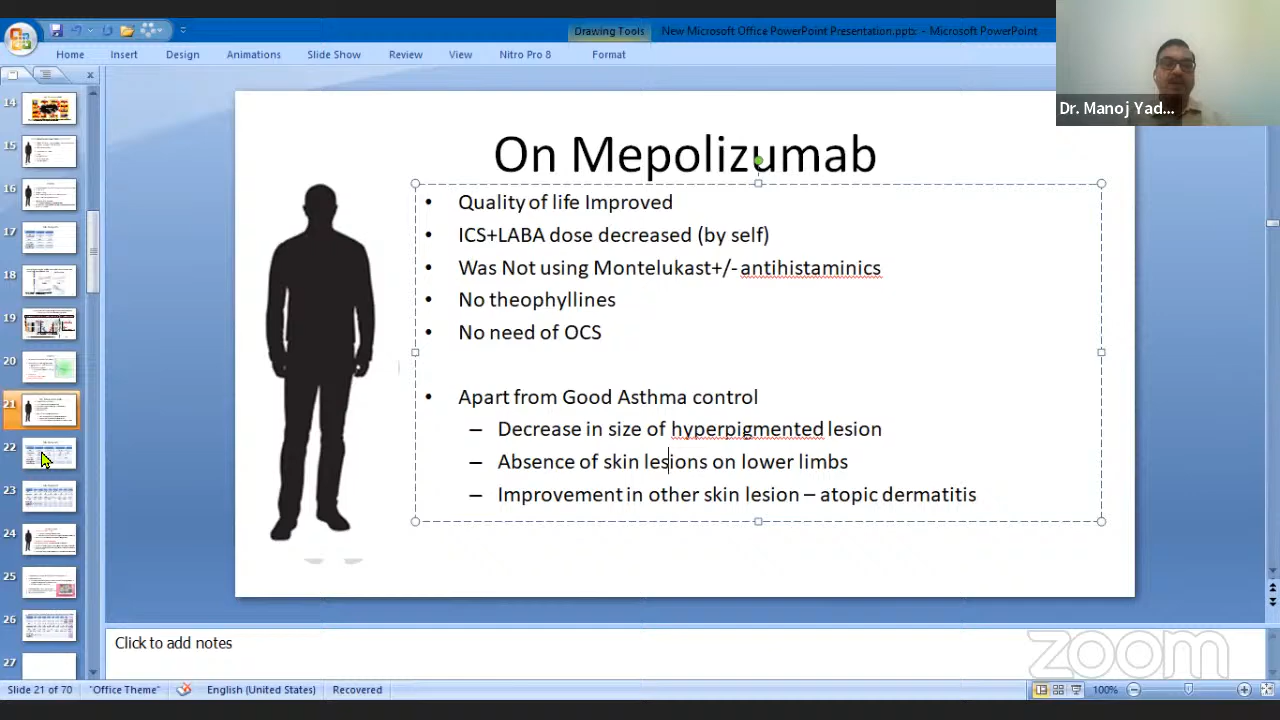 Drawing Tools
New Microsoft Office PowerPoint Presentation.pptx - Microsoft PowerPoint
Home Insert Design Animations Slide Show Review View Nitro Pro 8 Format
Dr. Manoj Yad...
14
15
16
17
18
19
20
21
22
23
24
25
26
27
On Mepolizumab
• Quality of life Improved
• ICS+LABA dose decreased (by self)
• Was Not using Montelukast+/- antihistaminics
• No theophyllines
• No need of OCS
• Apart from Good Asthma control
– Decrease in size of hyperpigmented lesion
– Absence of skin lesions on lower limbs
– Improvement in other skin lesion – atopic dermatitis
Click to add notes
zoom
Slide 21 of 70 "Office Theme" English (United States) Recovered 100%